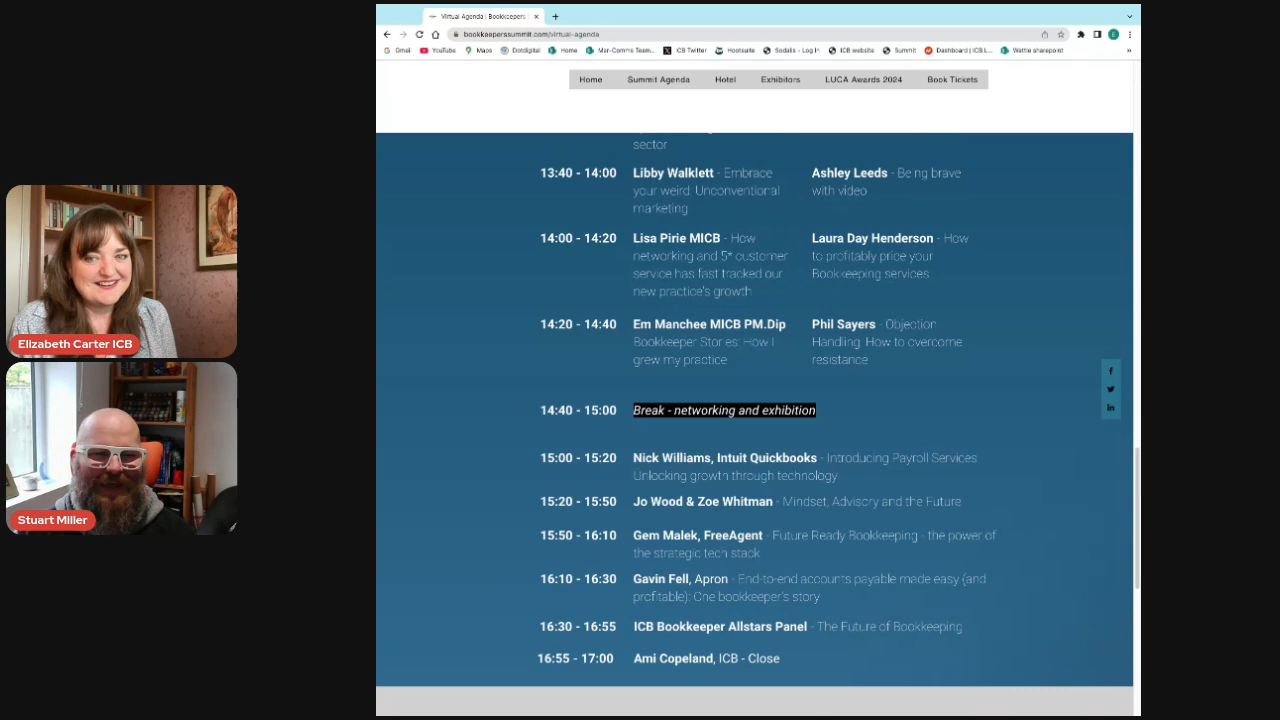 Virtual Agenda | Bookkeepers
bookkeeperssummit.com/virtual-agenda
Gmail YouTube Maps Dotdigital Home Mar-Comms Team... ICB Twitter Hootsuite Sodalis - Log in ICB website Summit Dashboard | ICB L... Wattle sharepoint »
Home Summit Agenda Hotel Exhibitors LUCA Awards 2024 Book Tickets
sector
13:40 - 14:00 Libby Walklett - Embrace
your weird: Unconventional
marketing
Ashley Leeds - Being brave
with video
14:00 - 14:20 Lisa Pirie MICB - How
networking and 5* customer
service has fast tracked our
new practice's growth
Laura Day Henderson - How
to profitably price your
Bookkeeping services
14:20 - 14:40 Em Manchee MICB PM.Dip
Bookkeeper Stories: How I
grew my practice
Phil Sayers - Objection
Handling. How to overcome
resistance
14:40 - 15:00 Break - networking and exhibition
15:00 - 15:20 Nick Williams, Intuit Quickbooks - Introducing Payroll Services
Unlocking growth through technology
15:20 - 15:50 Jo Wood & Zoe Whitman - Mindset, Advisory and the Future
15:50 - 16:10 Gem Malek, FreeAgent - Future Ready Bookkeeping - the power of
the strategic tech stack
16:10 - 16:30 Gavin Fell, Apron - End-to-end accounts payable made easy (and
profitable): One bookkeeper's story
16:30 - 16:55 ICB Bookkeeper Allstars Panel - The Future of Bookkeeping
16:55 - 17:00 Ami Copeland, ICB - Close
Elizabeth Carter ICB
Stuart Miller